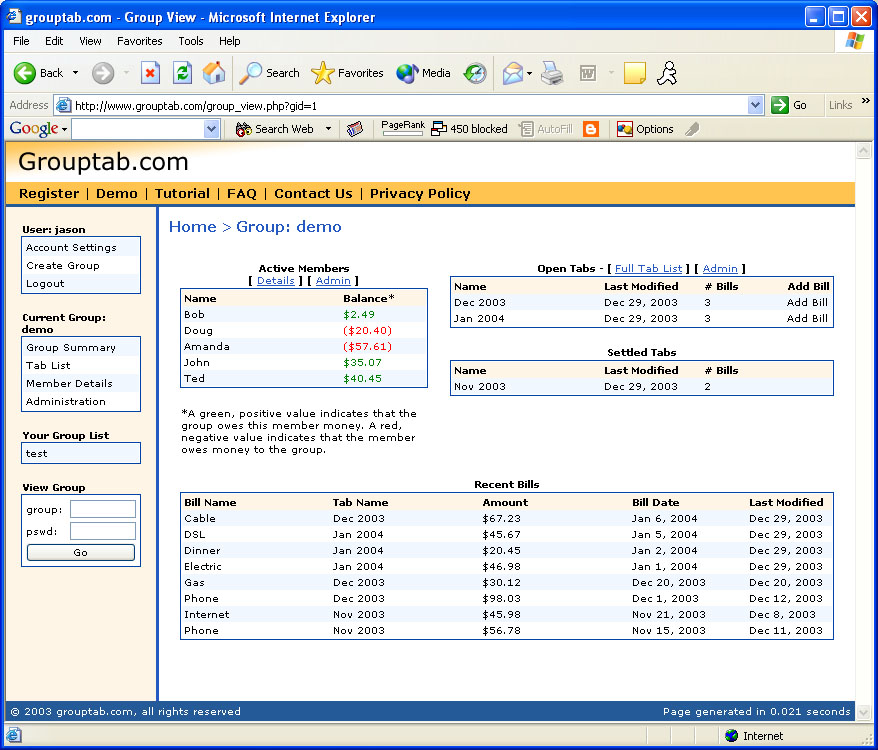 grouptab.com - Group View - Microsoft Internet Explorer
File Edit View Favorites Tools Help
Back Search Favorites Media
Address http://www.grouptab.com/group_view.php?gid=1 Go Links »
Google Search Web PageRank 450 blocked AutoFill Options
Grouptab.com
Register | Demo | Tutorial | FAQ | Contact Us | Privacy Policy
User: jason
Account Settings
Create Group
Logout
Current Group:
demo
Group Summary
Tab List
Member Details
Administration
Your Group List
test
View Group
group:
pswd:
Go
Home > Group: demo
Active Members
[ Details ] [ Admin ]
Name Balance*
Bob $2.49
Doug ($20.40)
Amanda ($57.61)
John $35.07
Ted $40.45
*A green, positive value indicates that the
group owes this member money. A red,
negative value indicates that the member
owes money to the group.
Open Tabs - [ Full Tab List ] [ Admin ]
Name Last Modified # Bills Add Bill
Dec 2003 Dec 29, 2003 3 Add Bill
Jan 2004 Dec 29, 2003 3 Add Bill
Settled Tabs
Name Last Modified # Bills
Nov 2003 Dec 29, 2003 2
Recent Bills
Bill Name Tab Name Amount Bill Date Last Modified
Cable Dec 2003 $67.23 Jan 6, 2004 Dec 29, 2003
DSL Jan 2004 $45.67 Jan 5, 2004 Dec 29, 2003
Dinner Jan 2004 $20.45 Jan 2, 2004 Dec 29, 2003
Electric Jan 2004 $46.98 Jan 1, 2004 Dec 29, 2003
Gas Dec 2003 $30.12 Dec 20, 2003 Dec 20, 2003
Phone Dec 2003 $98.03 Dec 1, 2003 Dec 12, 2003
Internet Nov 2003 $45.98 Nov 21, 2003 Dec 8, 2003
Phone Nov 2003 $56.78 Nov 15, 2003 Dec 11, 2003
© 2003 grouptab.com, all rights reserved Page generated in 0.021 seconds
Internet